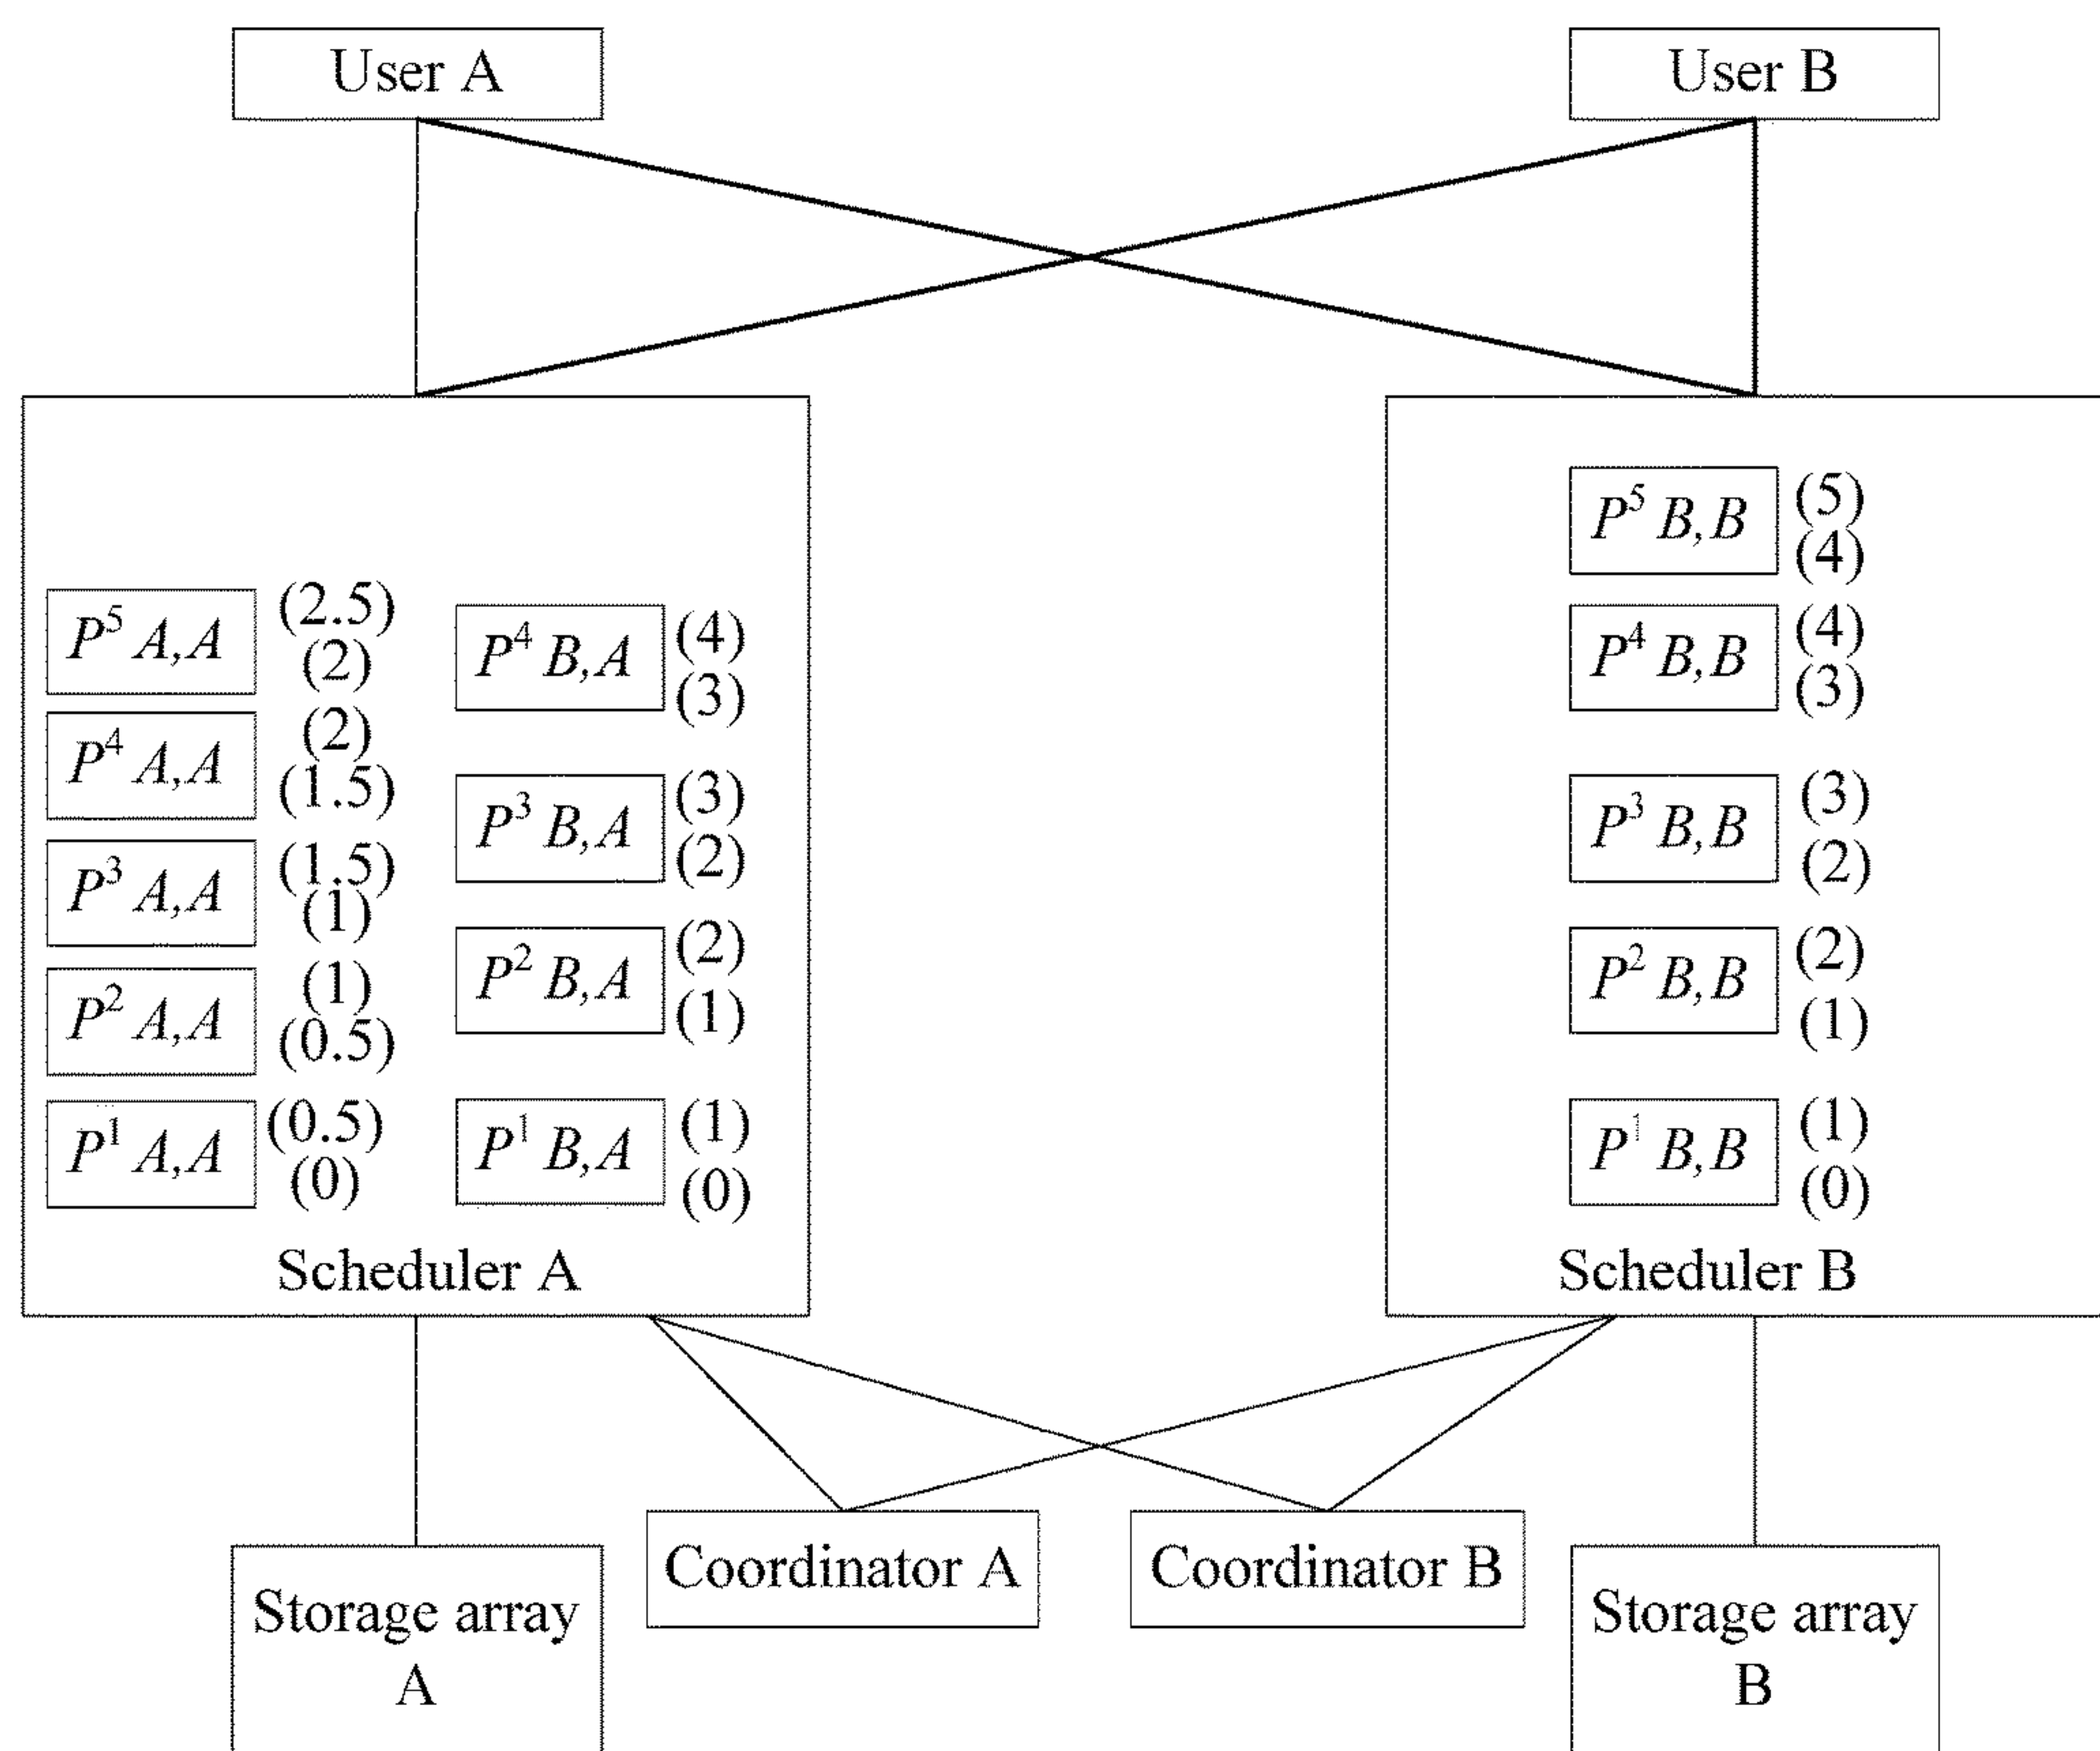 User A
User B
P⁵ A,A
(2.5)
(2)
P⁴ A,A
(2)
(1.5)
P³ A,A
(1.5)
(1)
P² A,A
(1)
(0.5)
P¹ A,A
(0.5)
(0)
P⁴ B,A
(4)
(3)
P³ B,A
(3)
(2)
P² B,A
(2)
(1)
P¹ B,A
(1)
(0)
Scheduler A
P⁵ B,B
(5)
(4)
P⁴ B,B
(4)
(3)
P³ B,B
(3)
(2)
P² B,B
(2)
(1)
P¹ B,B
(1)
(0)
Scheduler B
Storage array
A
Coordinator A
Coordinator B
Storage array
B